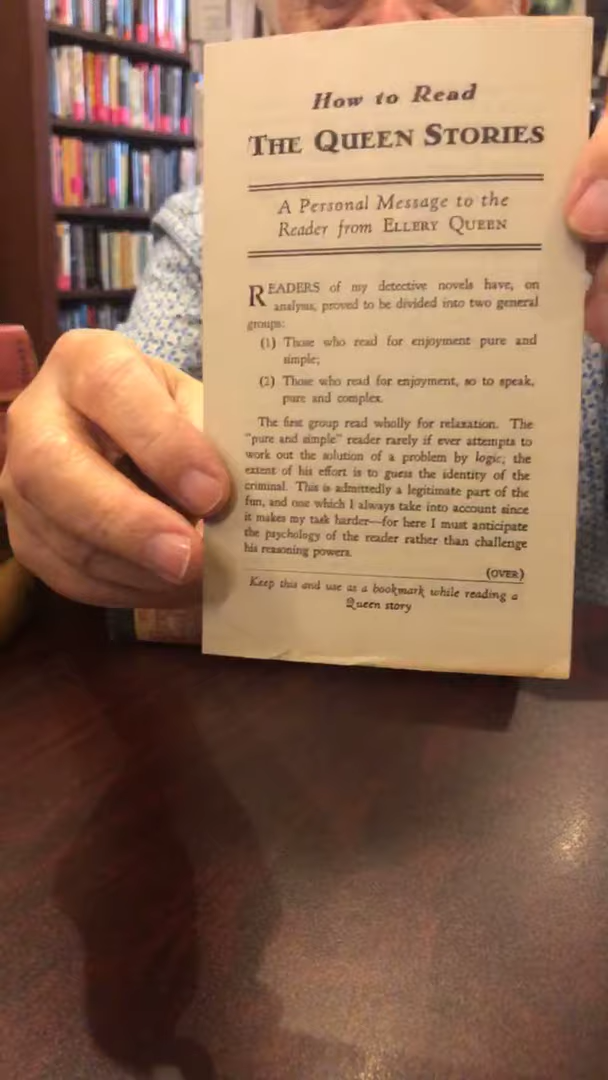 How to Read
THE QUEEN STORIES
A Personal Message to the
Reader from ELLERY QUEEN
READERS of my detective novels have, on
analysis, proved to be divided into two general
groups:
(1) Those who read for enjoyment pure and
simple;
(2) Those who read for enjoyment, so to speak,
pure and complex.
The first group read wholly for relaxation. The
"pure and simple" reader rarely if ever attempts to
work out the solution of a problem by logic; the
extent of his effort is to guess the identity of the
criminal. This is admittedly a legitimate part of the
fun, and one which I always take into account since
it makes my task harder—for here I must anticipate
the psychology of the reader rather than challenge
his reasoning powers.
(OVER)
Keep this and use as a bookmark while reading a
Queen story